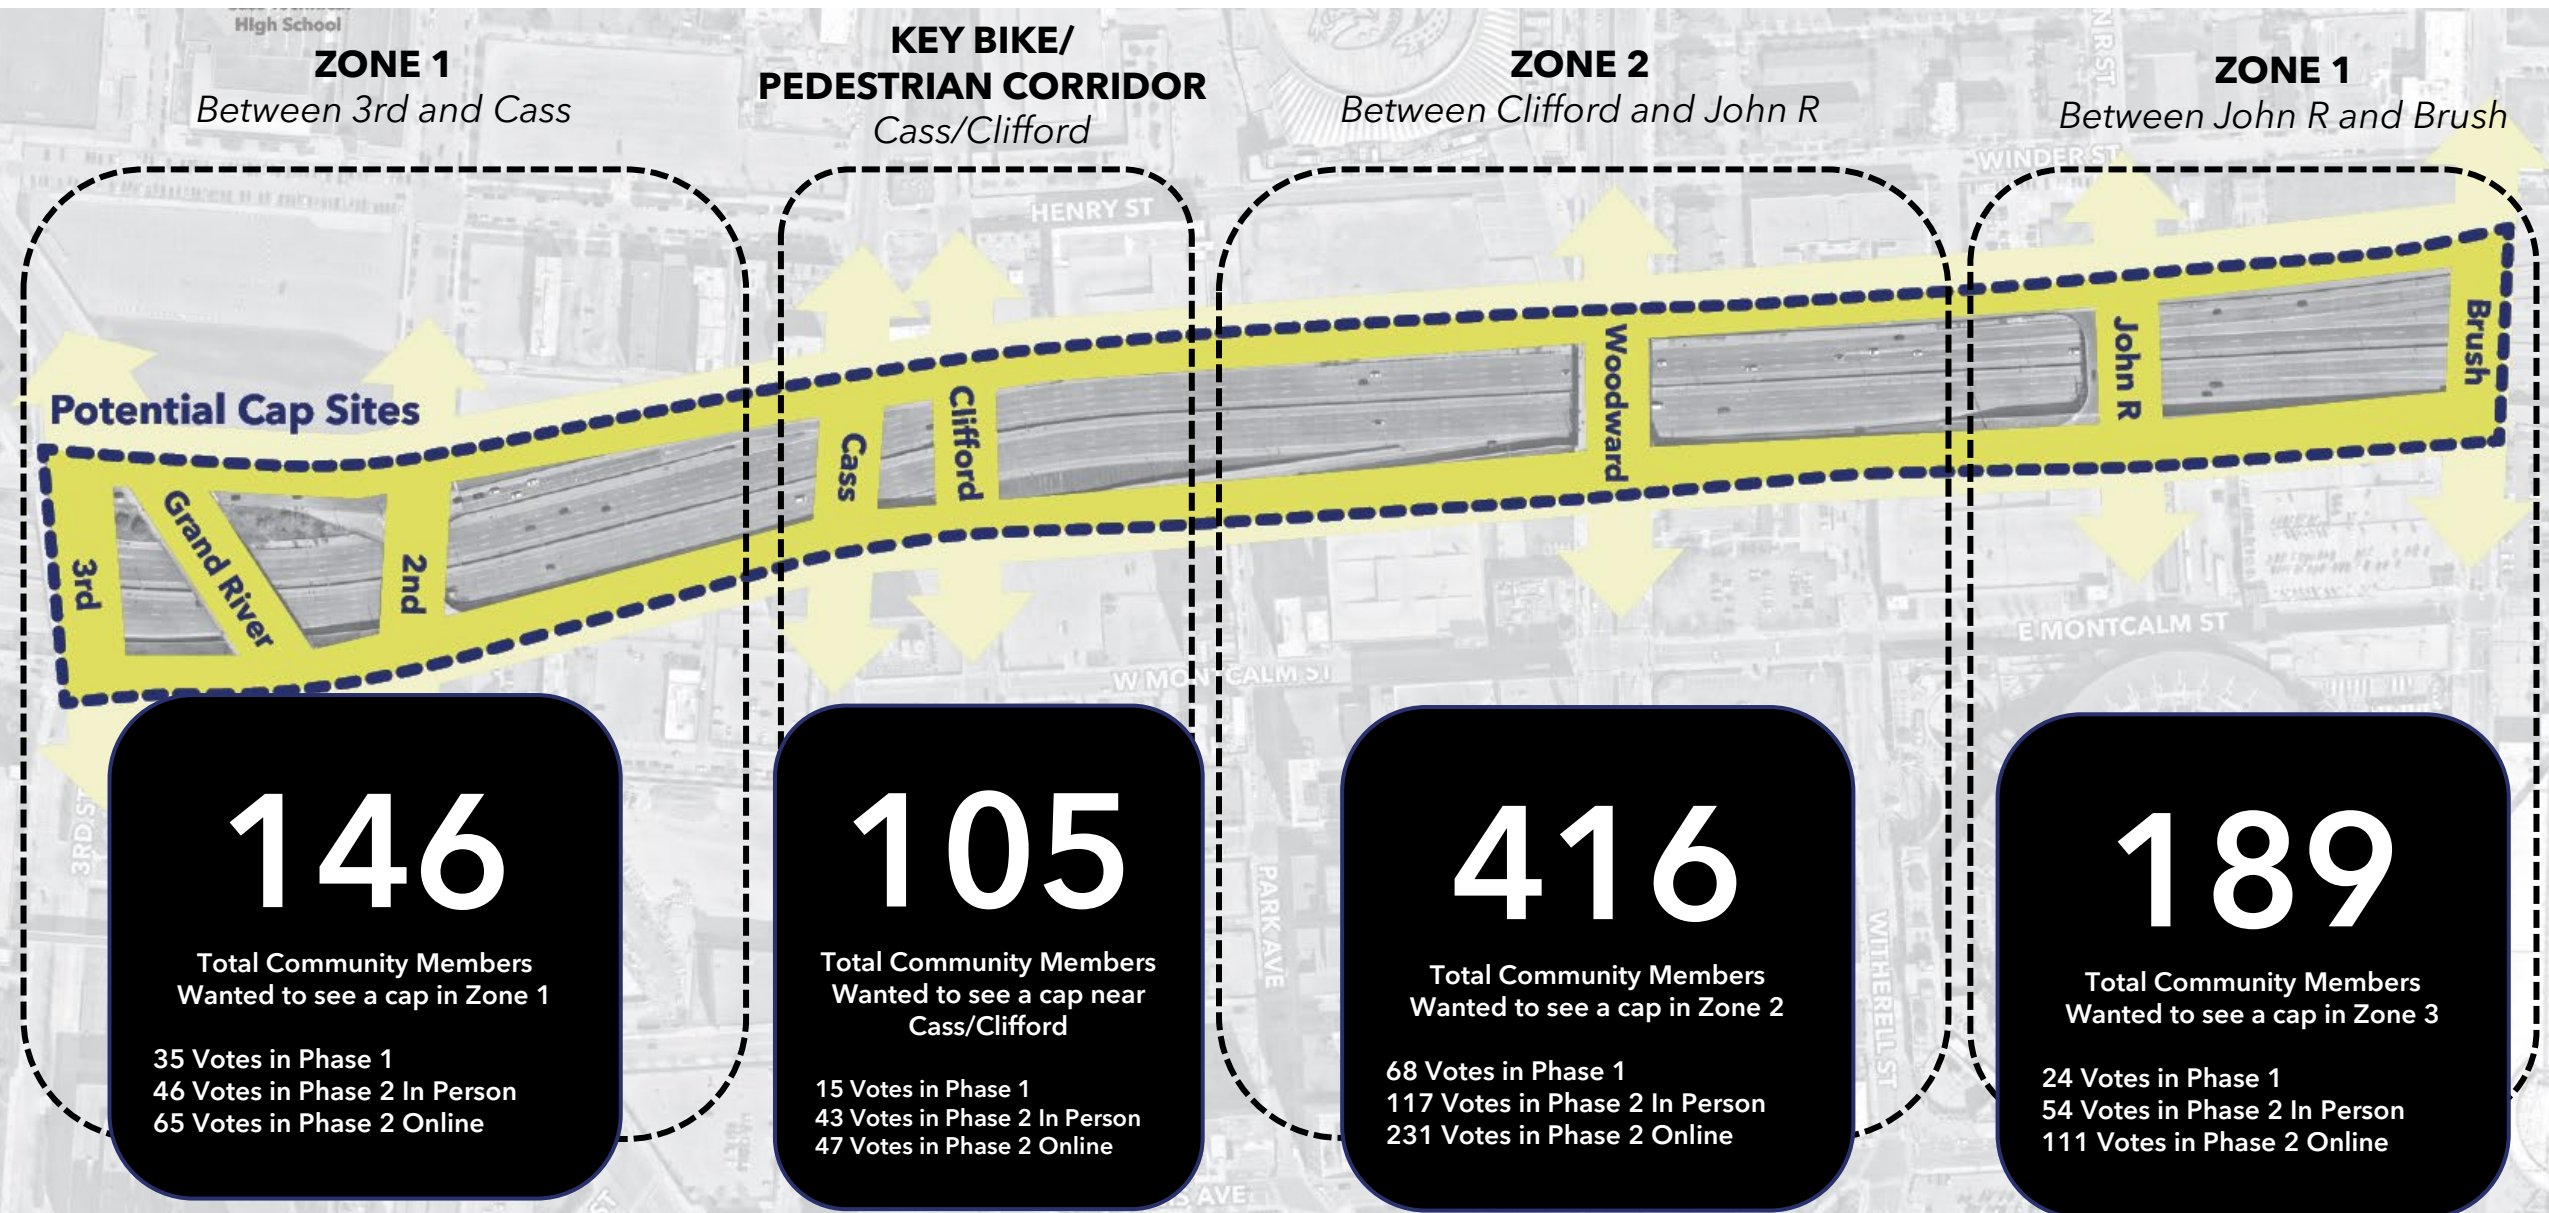 High School
ZONE 1
Between 3rd and Cass
KEY BIKE/
PEDESTRIAN CORRIDOR
Cass/Clifford
ZONE 2
Between Clifford and John R
ZONE 1
Between John R and Brush
WINDER ST
HENRY ST
Potential Cap Sites
3rd
Grand River
2nd
Cass
Clifford
Woodward
John R
Brush
E MONTCALM ST
W MONTCALM ST
3RD ST
PARK AVE
WITHERELL ST
146
Total Community Members
Wanted to see a cap in Zone 1
35 Votes in Phase 1
46 Votes in Phase 2 In Person
65 Votes in Phase 2 Online
105
Total Community Members
Wanted to see a cap near
Cass/Clifford
15 Votes in Phase 1
43 Votes in Phase 2 In Person
47 Votes in Phase 2 Online
416
Total Community Members
Wanted to see a cap in Zone 2
68 Votes in Phase 1
117 Votes in Phase 2 In Person
231 Votes in Phase 2 Online
189
Total Community Members
Wanted to see a cap in Zone 3
24 Votes in Phase 1
54 Votes in Phase 2 In Person
111 Votes in Phase 2 Online
AVE